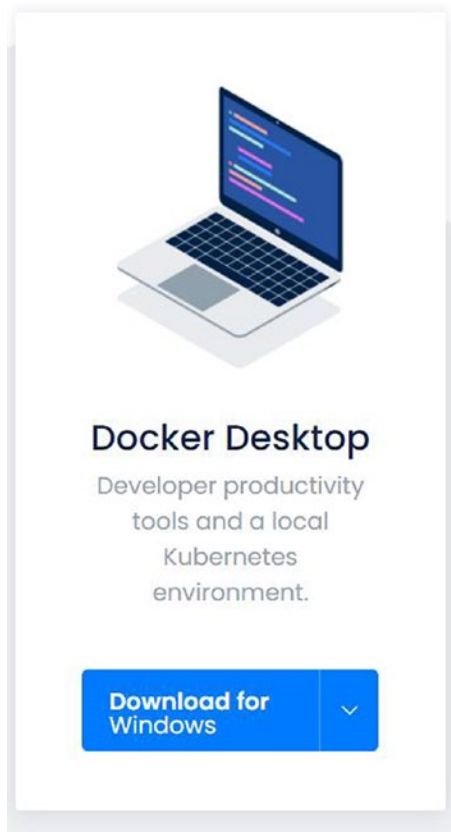 Docker Desktop
Developer productivity
tools and a local
Kubernetes
environment.
Download for
Windows